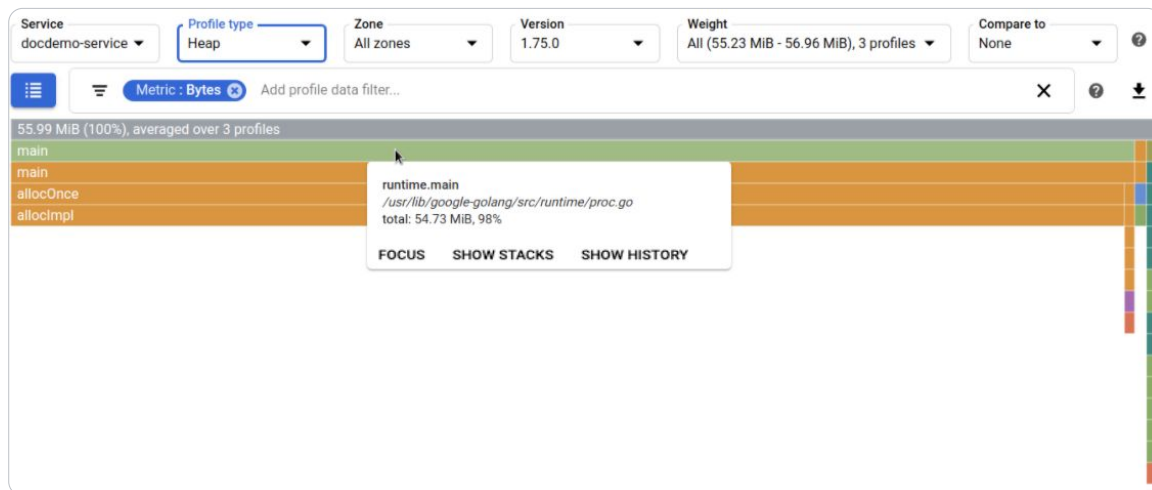 Service
docdemo-service
Profile type
Heap
Zone
All zones
Version
1.75.0
Weight
All (55.23 MiB - 56.96 MiB), 3 profiles
Compare to
None
Metric : Bytes
Add profile data filter...
55.99 MiB (100%), averaged over 3 profiles
main
main
allocOnce
allocImpl
runtime.main
/usr/lib/google-golang/src/runtime/proc.go
total: 54.73 MiB, 98%
FOCUS SHOW STACKS SHOW HISTORY